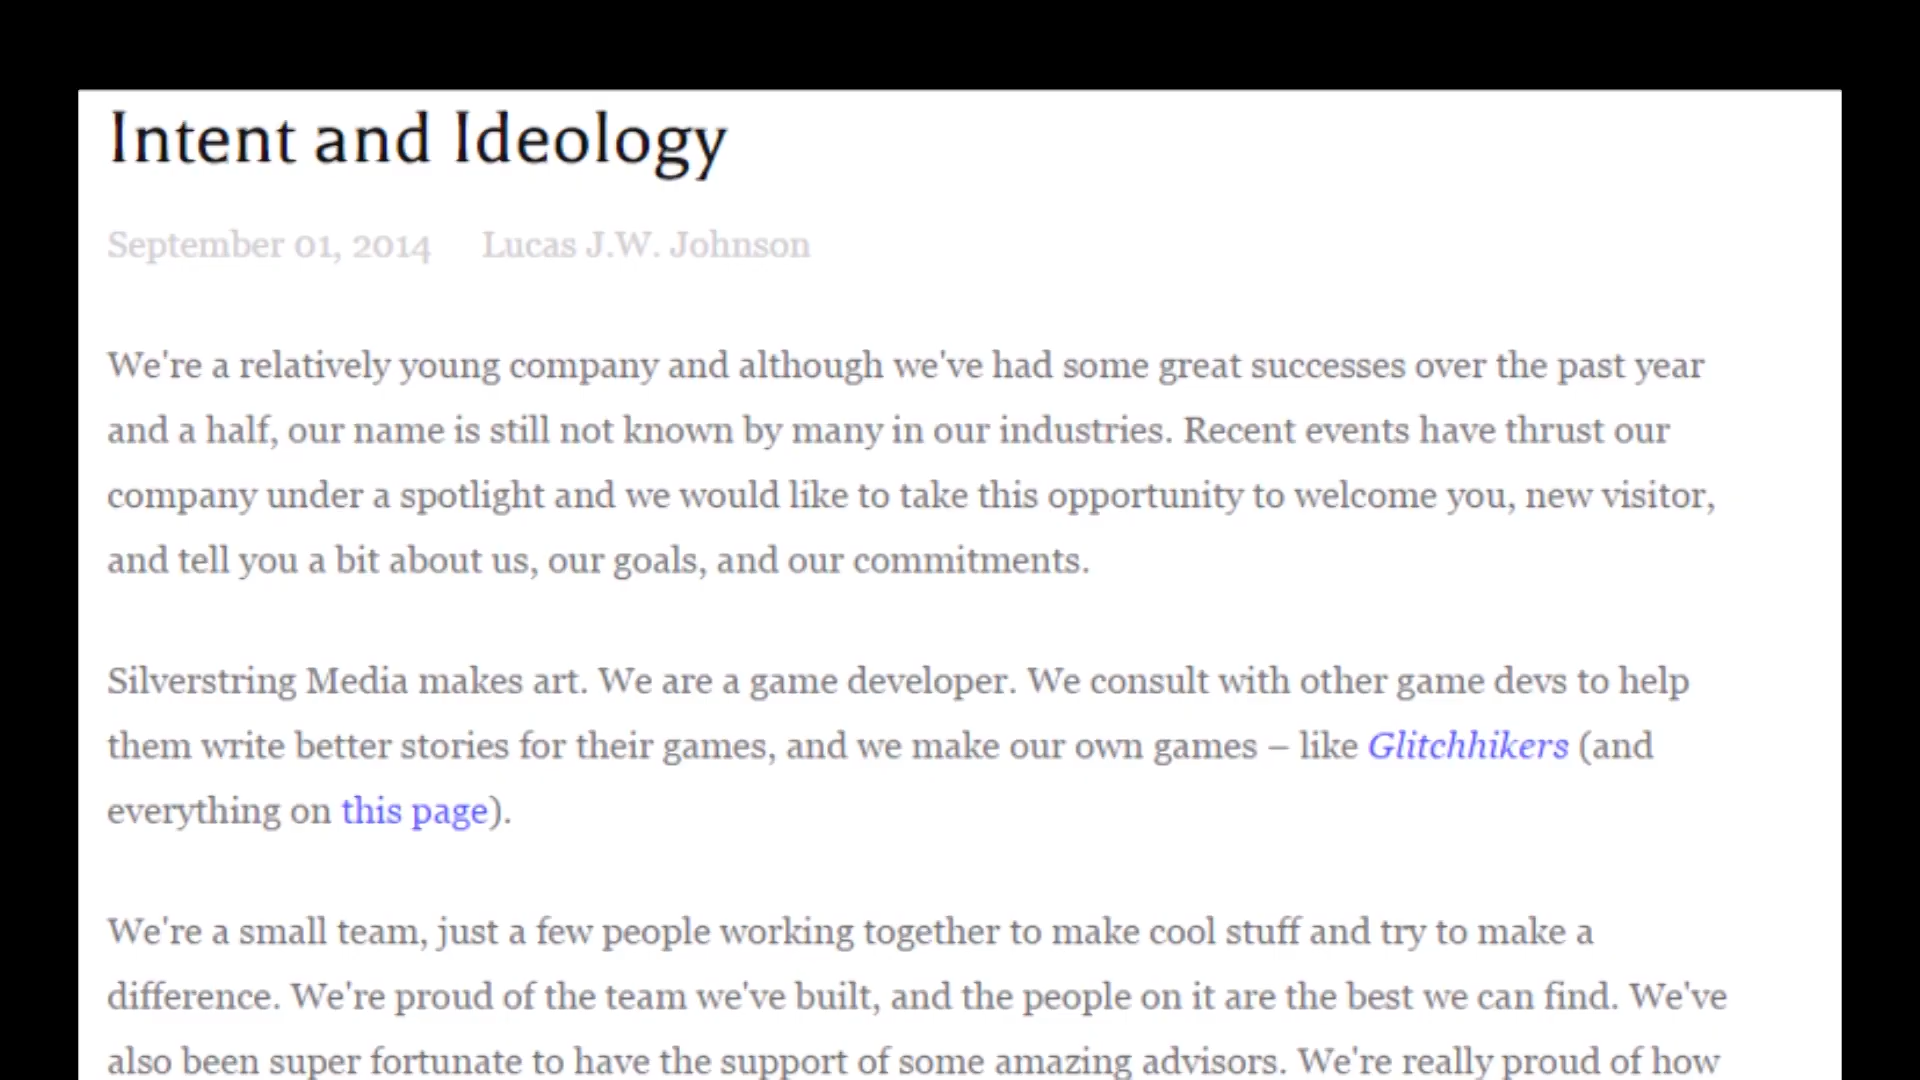 Intent and Ideology
September 01, 2014 Lucas J.W. Johnson
We're a relatively young company and although we've had some great successes over the past year
and a half, our name is still not known by many in our industries. Recent events have thrust our
company under a spotlight and we would like to take this opportunity to welcome you, new visitor,
and tell you a bit about us, our goals, and our commitments.
Silverstring Media makes art. We are a game developer. We consult with other game devs to help
them write better stories for their games, and we make our own games – like Glitchhikers (and
everything on this page).
We're a small team, just a few people working together to make cool stuff and try to make a
difference. We're proud of the team we've built, and the people on it are the best we can find. We've
also been super fortunate to have the support of some amazing advisors. We're really proud of how